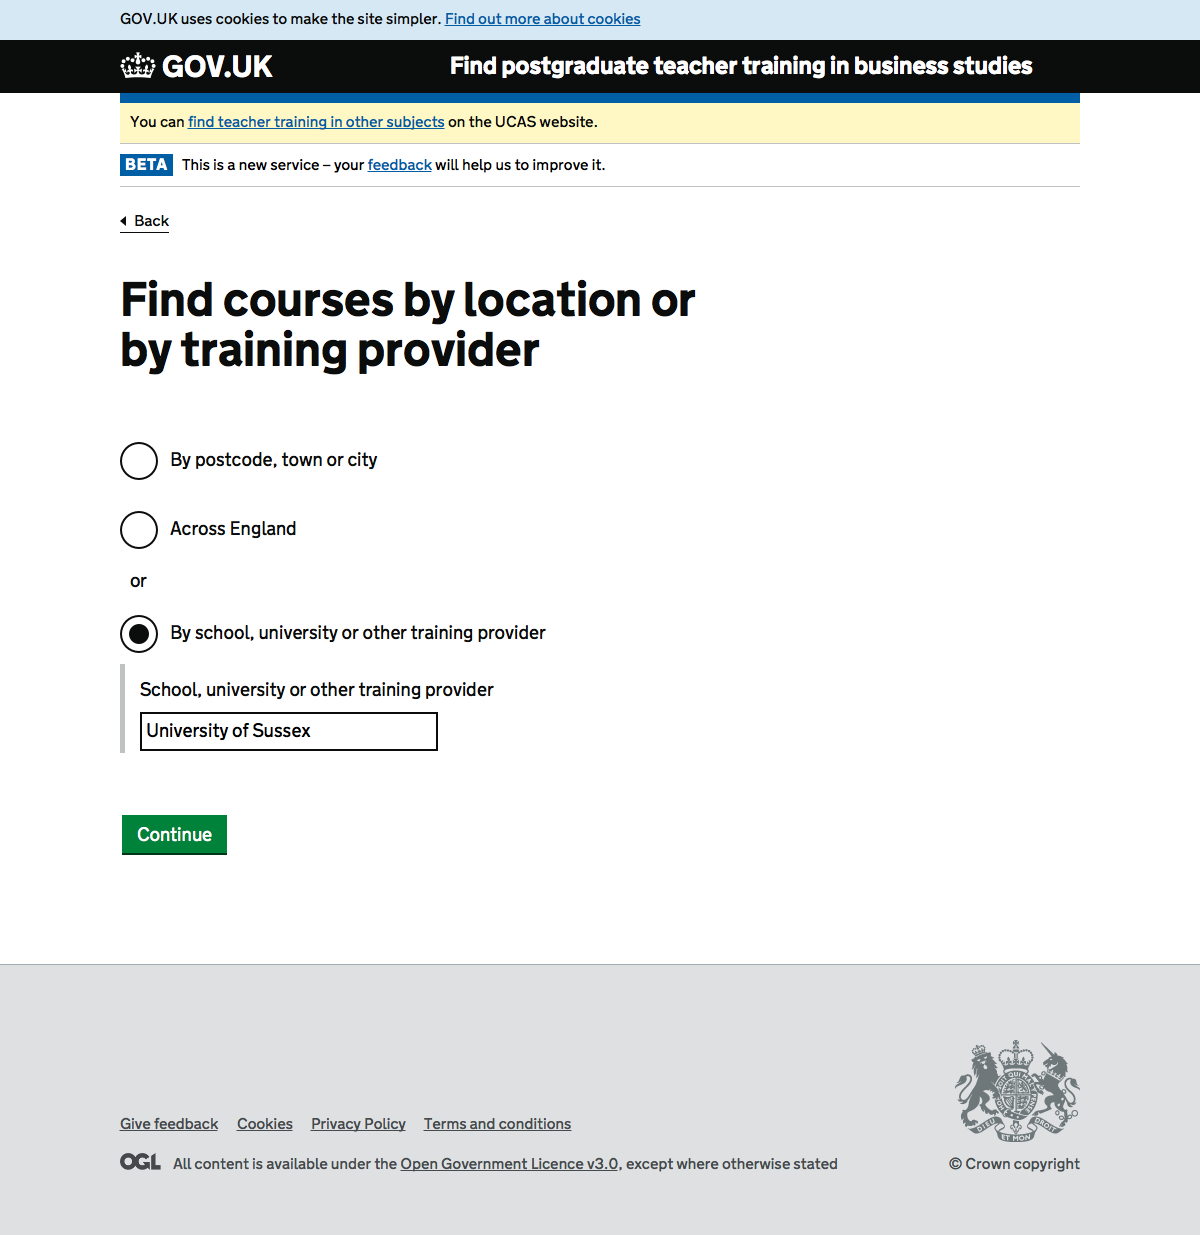 GOV.UK uses cookies to make the site simpler. Find out more about cookies
GOV.UK
Find postgraduate teacher training in business studies
You can find teacher training in other subjects on the UCAS website.
BETA This is a new service – your feedback will help us to improve it.
Back
Find courses by location or
by training provider
By postcode, town or city
Across England
or
By school, university or other training provider
School, university or other training provider
University of Sussex
Continue
Give feedback Cookies Privacy Policy Terms and conditions
OGL All content is available under the Open Government Licence v3.0, except where otherwise stated
DIEU ET MON DROIT
© Crown copyright